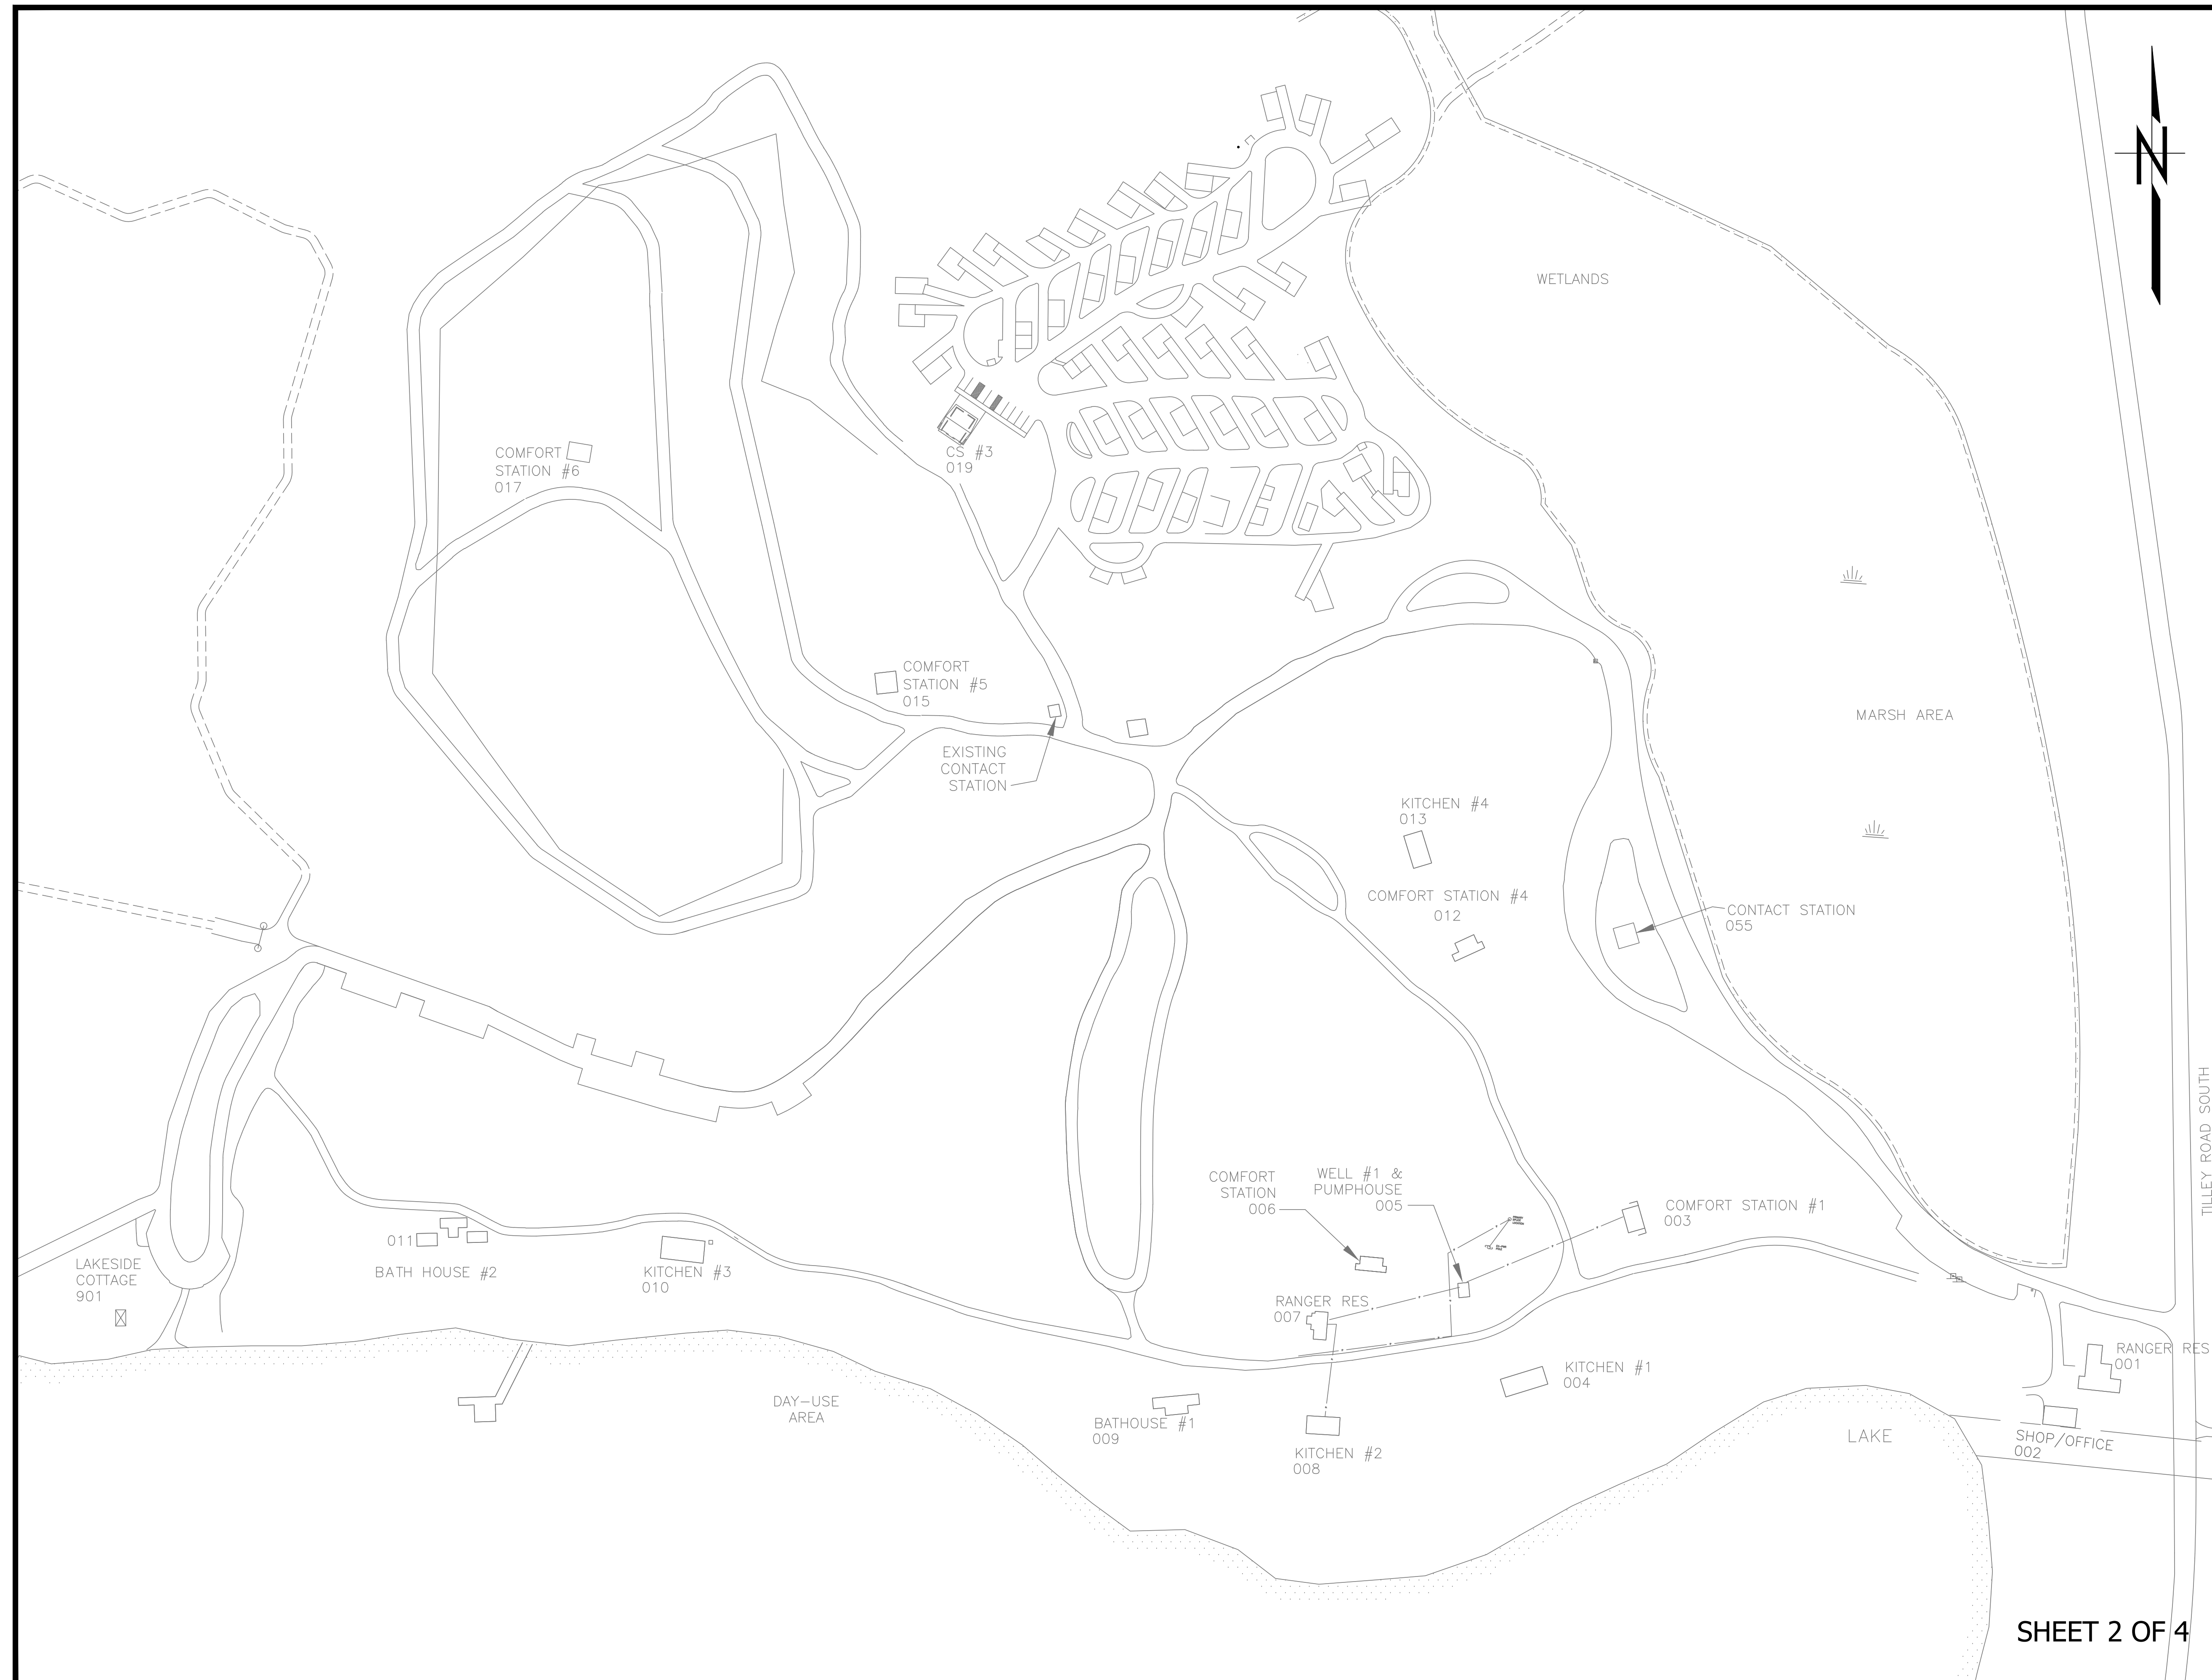 N
WETLANDS
COMFORT
STATION #6
017
CS #3
019
COMFORT
STATION #5
015
MARSH AREA
EXISTING
CONTACT
STATION
KITCHEN #4
013
COMFORT STATION #4
012
CONTACT STATION
055
TILLEY ROAD SOUTH
COMFORT
STATION
006
WELL #1 &
PUMPHOUSE
005
COMFORT STATION #1
003
011
BATH HOUSE #2
LAKESIDE
COTTAGE
901
KITCHEN #3
010
RANGER RES
007
RANGER RES
001
KITCHEN #1
004
DAY-USE
AREA
BATHOUSE #1
009
KITCHEN #2
008
LAKE
SHOP/OFFICE
002
SHEET 2 OF 4